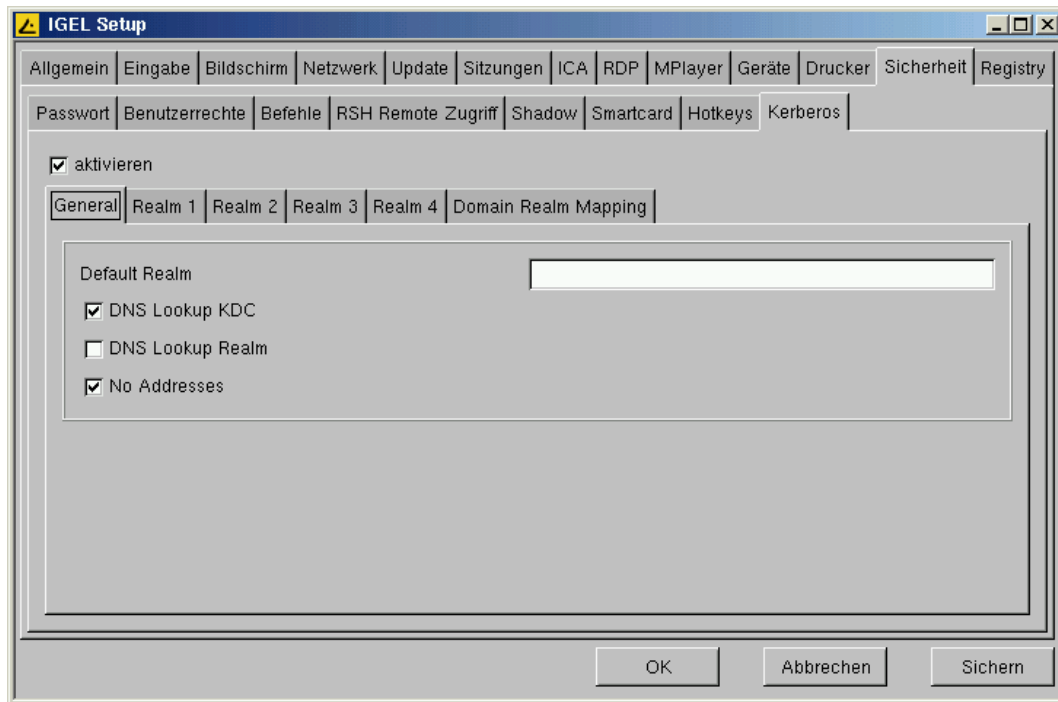 IGEL Setup
Allgemein Eingabe Bildschirm Netzwerk Update Sitzungen ICA RDP MPlayer Geräte Drucker Sicherheit Registry
Passwort Benutzerrechte Befehle RSH Remote Zugriff Shadow Smartcard Hotkeys Kerberos
aktivieren
General Realm 1 Realm 2 Realm 3 Realm 4 Domain Realm Mapping
Default Realm
DNS Lookup KDC
DNS Lookup Realm
No Addresses
OK Abbrechen Sichern